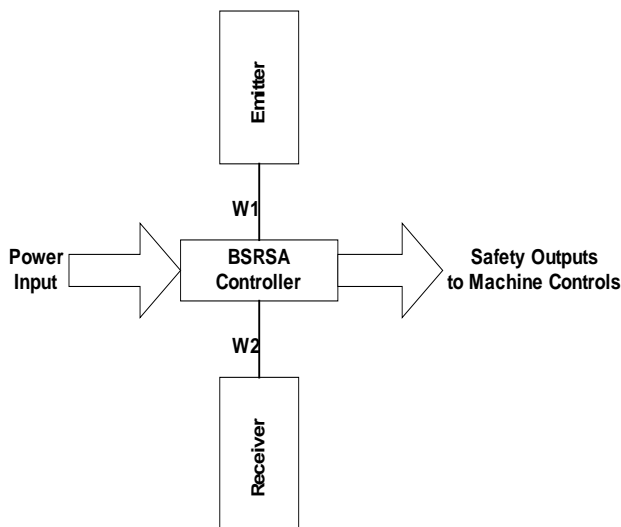 Emitter
W1
Power
Input
BSRSA
Controller
Safety Outputs
to Machine Controls
W2
Receiver